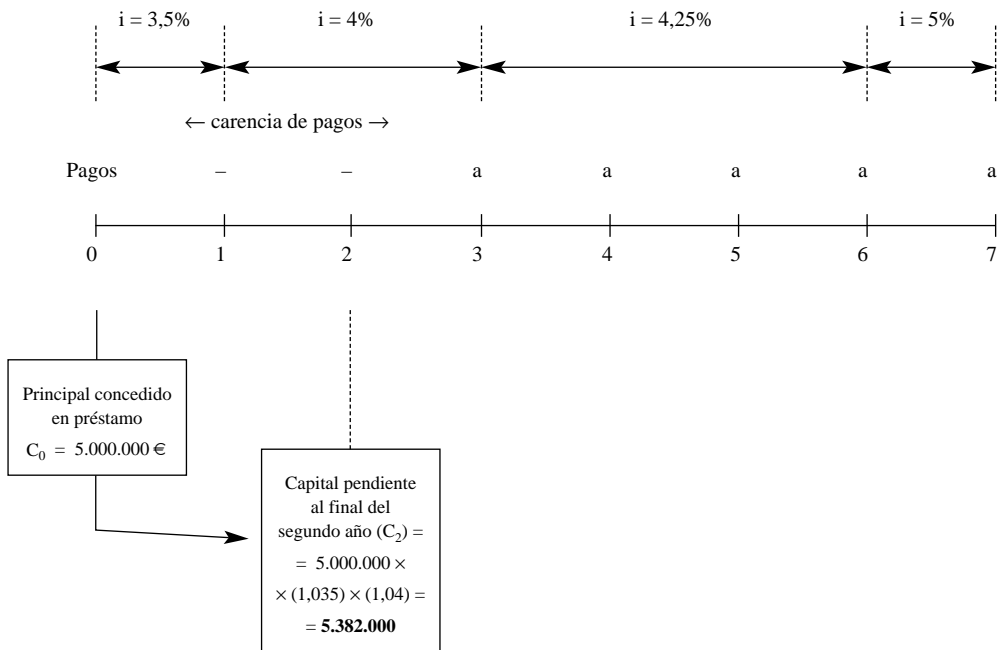 i = 3,5% i = 4% i = 4,25% i = 5%
← carencia de pagos →
Pagos – – a a a a a
0 1 2 3 4 5 6 7
Principal concedido
en préstamo
C₀ = 5.000.000 €
Capital pendiente
al final del
segundo año (C₂) =
= 5.000.000 ×
× (1,035) × (1,04) =
= 5.382.000